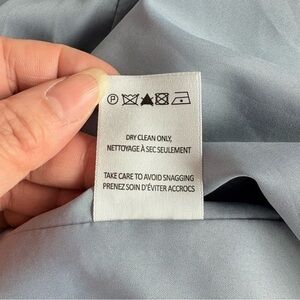 P
DRY CLEAN ONLY,
NETTOYAGE À SEC SEULEMENT
TAKE CARE TO AVOID SNAGGING
PRENEZ SOIN D'ÉVITER ACCROCS